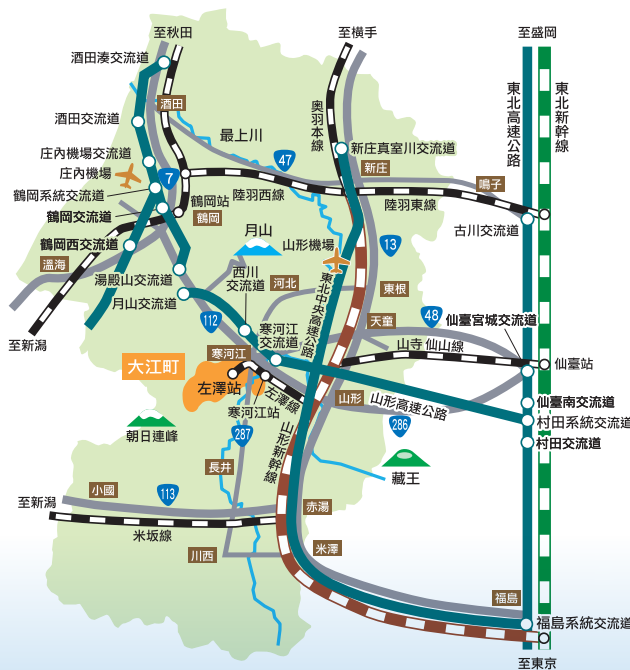 至秋田
至横手
至盛岡
酒田湊交流道
酒田
酒田交流道
最上川
奥羽本線
東北高速公路
東北新幹線
庄內機場交流道
庄內機場
47
新庄真室川交流道
新庄
7
鶴岡系統交流道
鶴岡站
陸羽西線
鳴子
鶴岡交流道
鶴岡
陸羽東線
古川交流道
鶴岡西交流道
月山
山形機場
13
溫海
湯殿山交流道
西川
交流道
河北
東北中央高速公路
東根
月山交流道
112
天童
48
仙臺宮城交流道
至新潟
寒河江
交流道
寒河江
山寺 仙山線
大江町
仙臺站
左澤站
左澤線
山形
山形高速公路
寒河江站
仙臺南交流道
286
村田系統交流道
朝日連峰
287
山形新幹線
村田交流道
長井
藏王
小國
113
至新潟
赤湯
米坂線
川西
米澤
福島
福島系統交流道
至東京